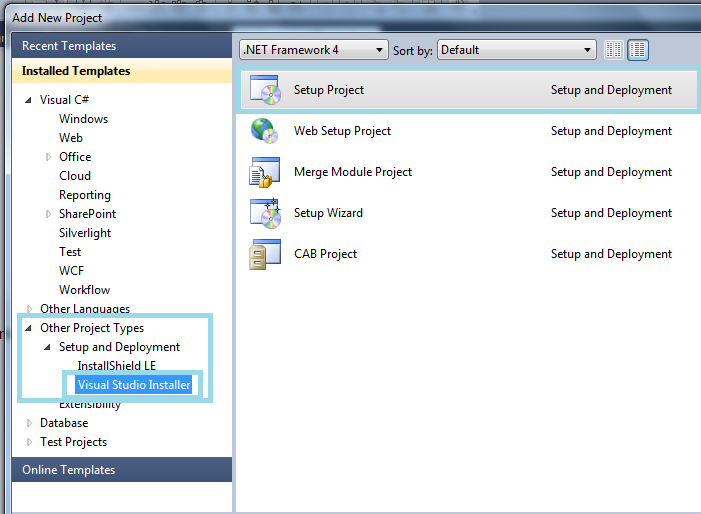 Add New Project
Recent Templates
Installed Templates
Visual C#
Windows
Web
Office
Cloud
Reporting
SharePoint
Silverlight
Test
WCF
Workflow
Other Languages
Other Project Types
Setup and Deployment
InstallShield LE
Visual Studio Installer
Extensibility
Database
Test Projects
Online Templates
.NET Framework 4 Sort by: Default
Setup Project Setup and Deployment
Web Setup Project Setup and Deployment
Merge Module Project Setup and Deployment
Setup Wizard Setup and Deployment
CAB Project Setup and Deployment